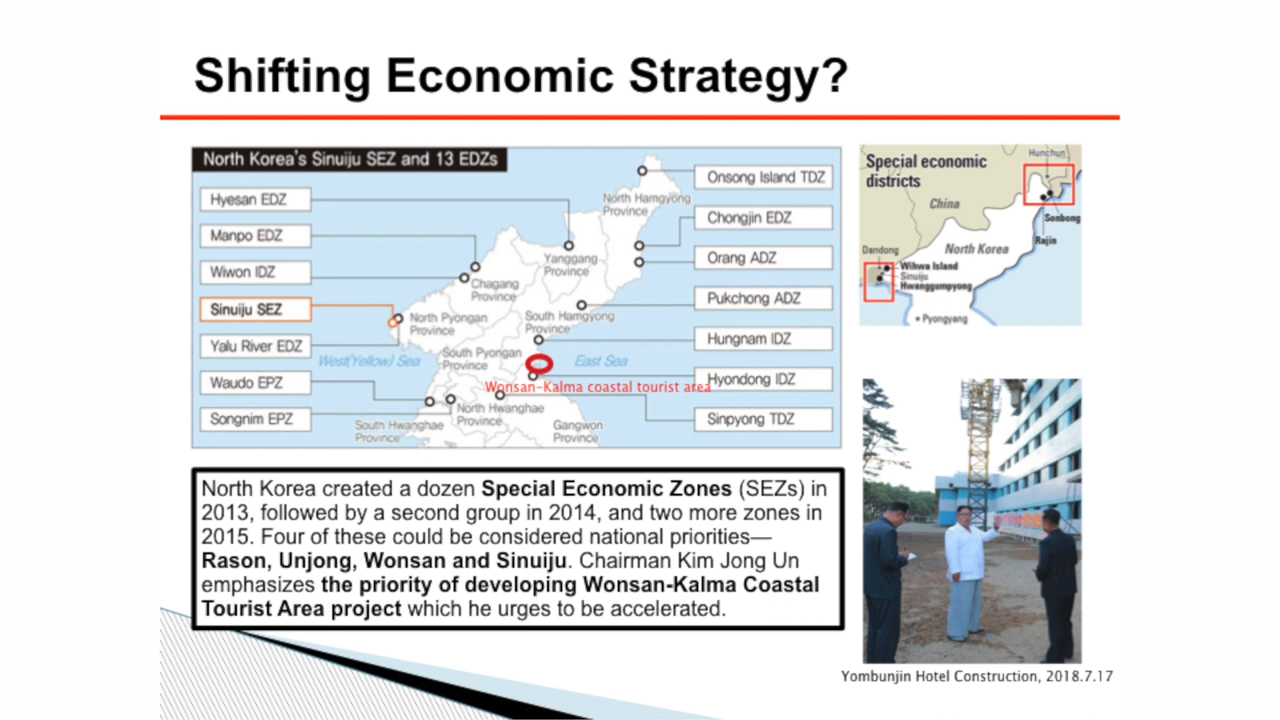 Shifting Economic Strategy?
North Korea's Sinuiju SEZ and 13 EDZs
Hyesan EDZ
Manpo EDZ
Wiwon IDZ
Sinuiju SEZ
Yalu River EDZ
Waudo EPZ
Songnim EPZ
North Hamgyong
Province
Yanggang
Province
Chagang
Province
North Pyongan
Province
South Hamgyong
Province
South Pyongan
Province
West(Yellow) Sea
East Sea
Wonsan-Kalma coastal tourist area
North Hwanghae
Province
South Hwanghae
Province
Gangwon
Province
Onsong Island TDZ
Chongjin EDZ
Orang ADZ
Pukchong ADZ
Hungnam IDZ
Hyondong IDZ
Sinpyong TDZ
Special economic
districts
Hunchun
China
Sonbong
Rajin
North Korea
Dandong
Wihwa Island
Sinuiju
Hwanggumpyong
Pyongyang
North Korea created a dozen Special Economic Zones (SEZs) in
2013, followed by a second group in 2014, and two more zones in
2015. Four of these could be considered national priorities—
Rason, Unjong, Wonsan and Sinuiju. Chairman Kim Jong Un
emphasizes the priority of developing Wonsan-Kalma Coastal
Tourist Area project which he urges to be accelerated.
Yombunjin Hotel Construction, 2018.7.17